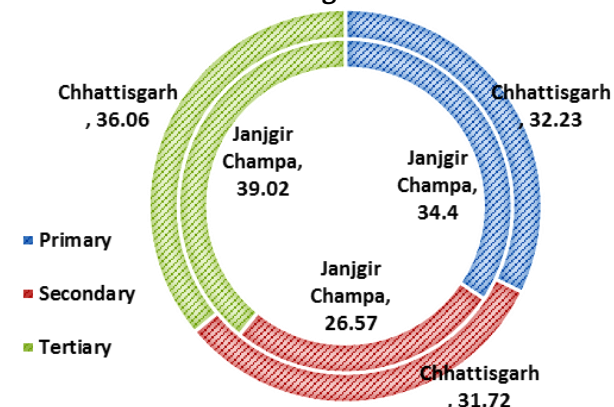 Chhattisgarh
, 36.06
Chhattisgarh
, 32.23
Janjgir
Champa,
39.02
Janjgir
Champa,
34.4
Janjgir
Champa,
26.57
Primary
Secondary
Tertiary
Chhattisgarh
, 31.72